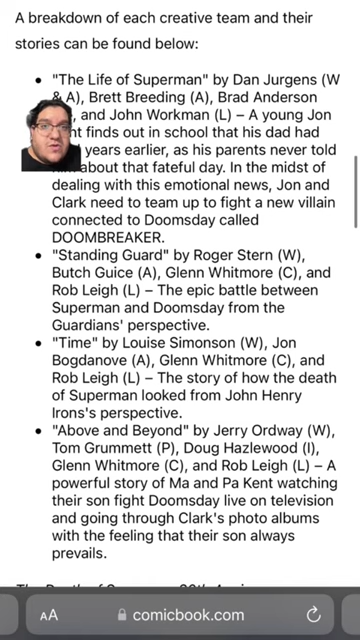 A breakdown of each creative team and their
stories can be found below:
• "The Life of Superman" by Dan Jurgens (W
& A), Brett Breeding (A), Brad Anderson
and John Workman (L) – A young Jon
finds out in school that his dad had
years earlier, as his parents never told
about that fateful day. In the midst of
dealing with this emotional news, Jon and
Clark need to team up to fight a new villain
connected to Doomsday called
DOOMBREAKER.
• "Standing Guard" by Roger Stern (W),
Butch Guice (A), Glenn Whitmore (C), and
Rob Leigh (L) – The epic battle between
Superman and Doomsday from the
Guardians' perspective.
• "Time" by Louise Simonson (W), Jon
Bogdanove (A), Glenn Whitmore (C), and
Rob Leigh (L) – The story of how the death
of Superman looked from John Henry
Irons's perspective.
• "Above and Beyond" by Jerry Ordway (W),
Tom Grummett (P), Doug Hazlewood (I),
Glenn Whitmore (C), and Rob Leigh (L) – A
powerful story of Ma and Pa Kent watching
their son fight Doomsday live on television
and going through Clark's photo albums
with the feeling that their son always
prevails.
AA comicbook.com